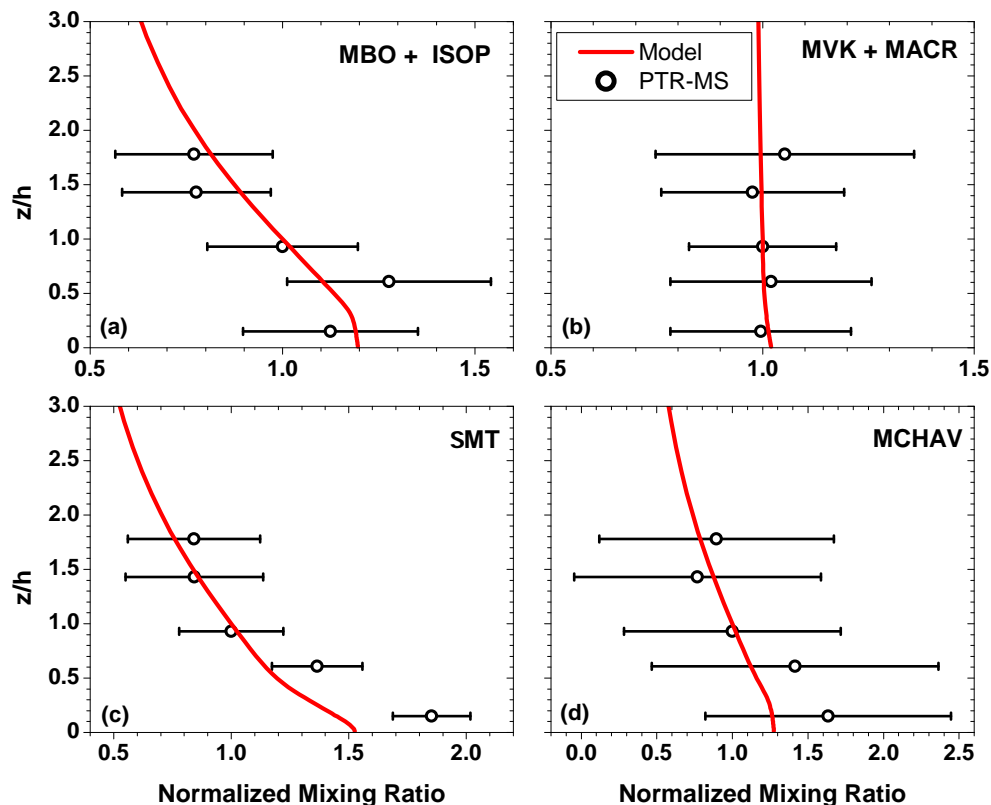 3.0
2.5
2.0
1.5
1.0
0.5
0
z/h
MBO + ISOP
(a)
0.5 1.0 1.5
MVK + MACR
Model
PTR-MS
(b)
0.5 1.0 1.5
3.0
2.5
2.0
1.5
1.0
0.5
0
z/h
SMT
(c)
0.5 1.0 1.5 2.0
Normalized Mixing Ratio
MCHAV
(d)
0.0 0.5 1.0 1.5 2.0 2.5
Normalized Mixing Ratio